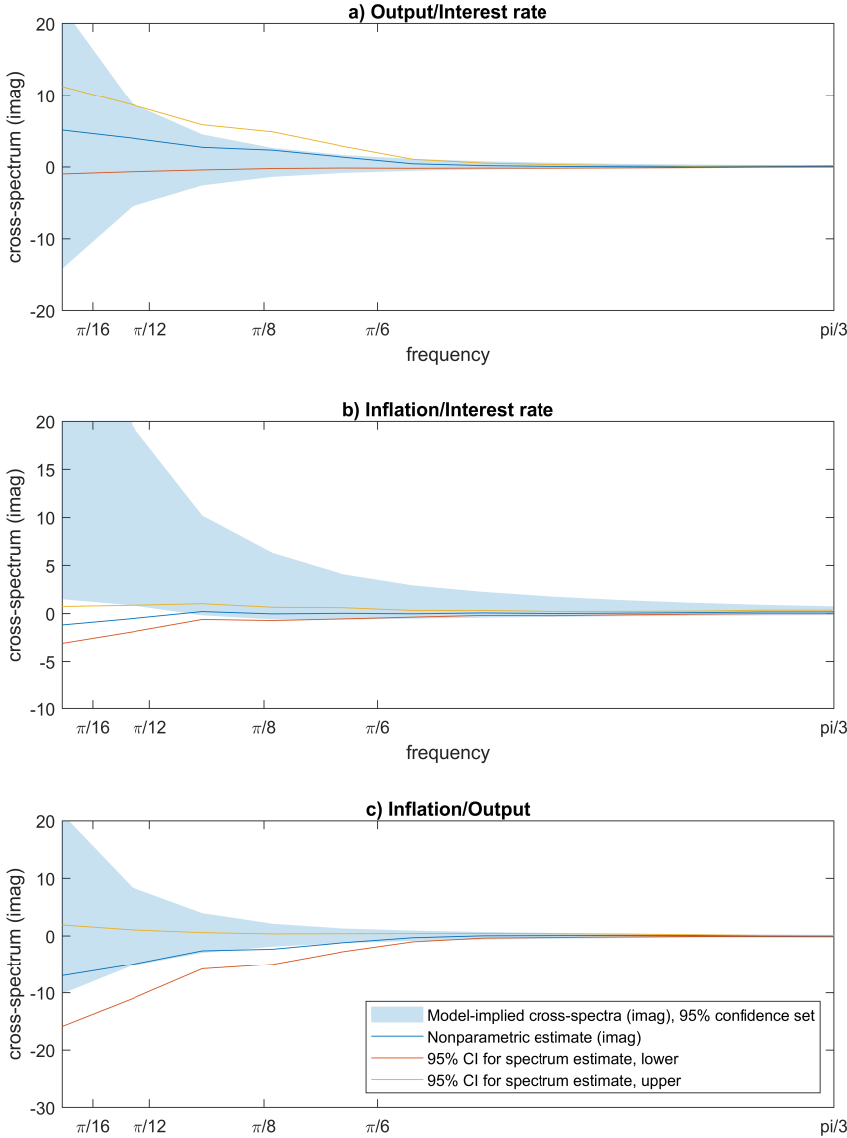 a) Output/Interest rate
20
10
0
-10
-20
cross-spectrum (imag)
π/16 π/12 π/8 π/6 pi/3
frequency
b) Inflation/Interest rate
20
15
10
5
0
-5
-10
cross-spectrum (imag)
π/16 π/12 π/8 π/6 pi/3
frequency
c) Inflation/Output
20
10
0
-10
-20
-30
cross-spectrum (imag)
Model-implied cross-spectra (imag), 95% confidence set
Nonparametric estimate (imag)
95% CI for spectrum estimate, lower
95% CI for spectrum estimate, upper
π/16 π/12 π/8 π/6 pi/3